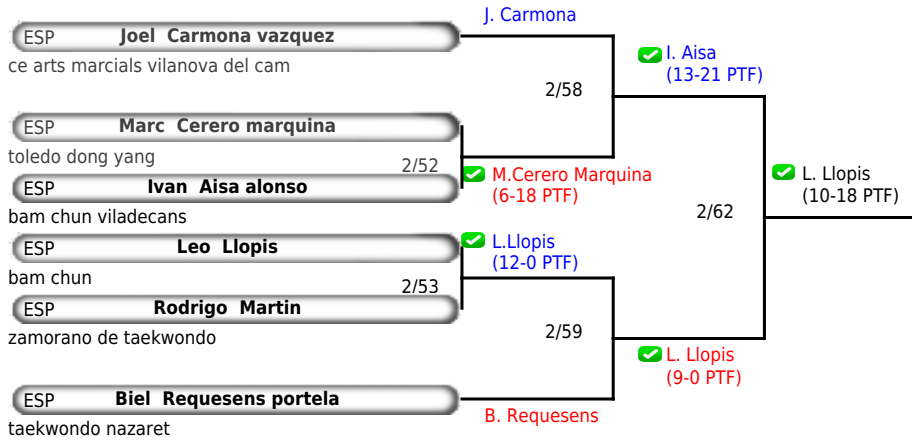 J. Carmona
ESP Joel Carmona vazquez
ce arts marcials vilanova del cam
I. Aisa
(13-21 PTF)
2/58
ESP Marc Cerero marquina
toledo dong yang
2/52
M.Cerero Marquina
(6-18 PTF)
ESP Ivan Aisa alonso
bam chun viladecans
L. Llopis
(10-18 PTF)
2/62
ESP Leo Llopis
bam chun
L.Llopis
(12-0 PTF)
2/53
ESP Rodrigo Martin
zamorano de taekwondo
2/59
L. Llopis
(9-0 PTF)
ESP Biel Requesens portela
taekwondo nazaret
B. Requesens